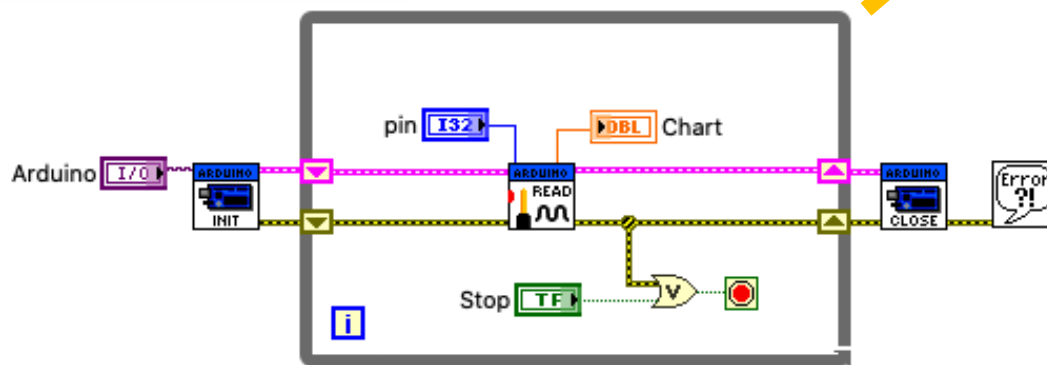 pin I32
DBL Chart
Arduino I/O
ARDUINO
INIT
ARDUINO
READ
ARDUINO
CLOSE
Error
?!
Stop TF
V
i